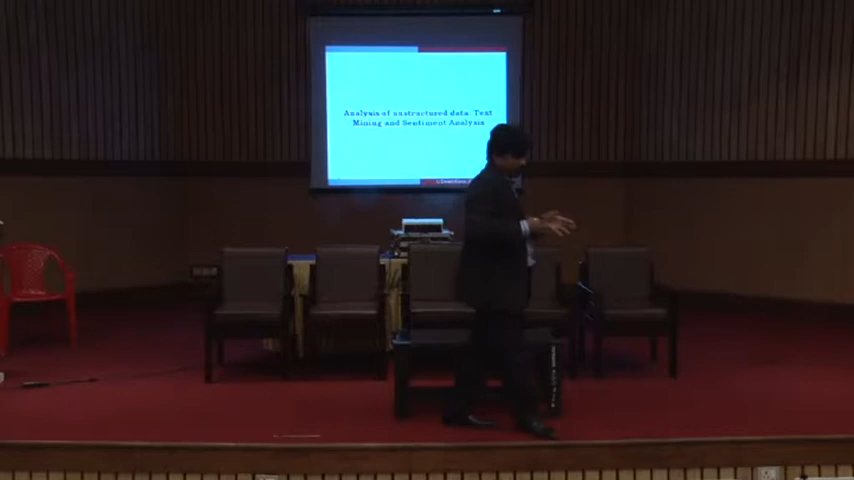 Analysis of unstructured data: Text
Mining and Sentiment Analysis